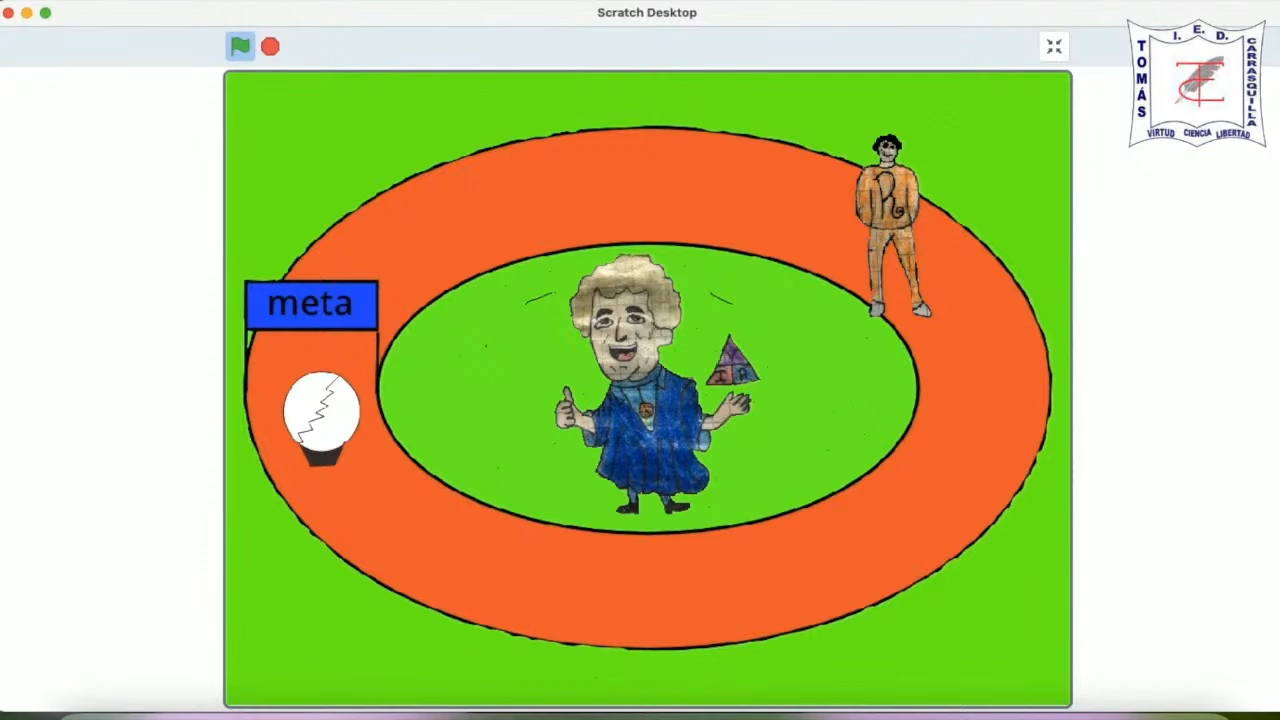 Scratch Desktop
I. E. D.
TOMÁS
CARRASQUILLA
VIRTUD CIENCIA LIBERTAD
meta
R